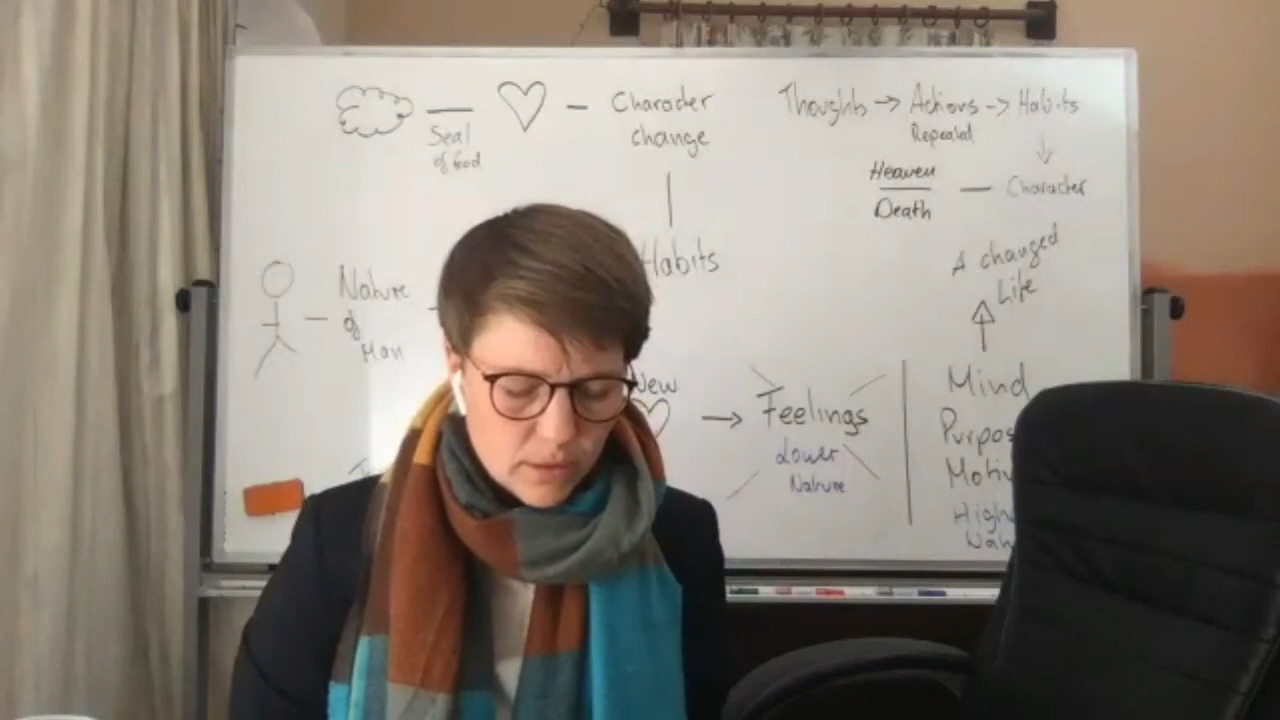 Seal
of God
Character
change
Habits
Thoughts -> Actions -> Habits
Repeated
Heaven
Death
Character
A changed
Life
Nature
of
Man
New
Feelings
Lower
Nature
Mind